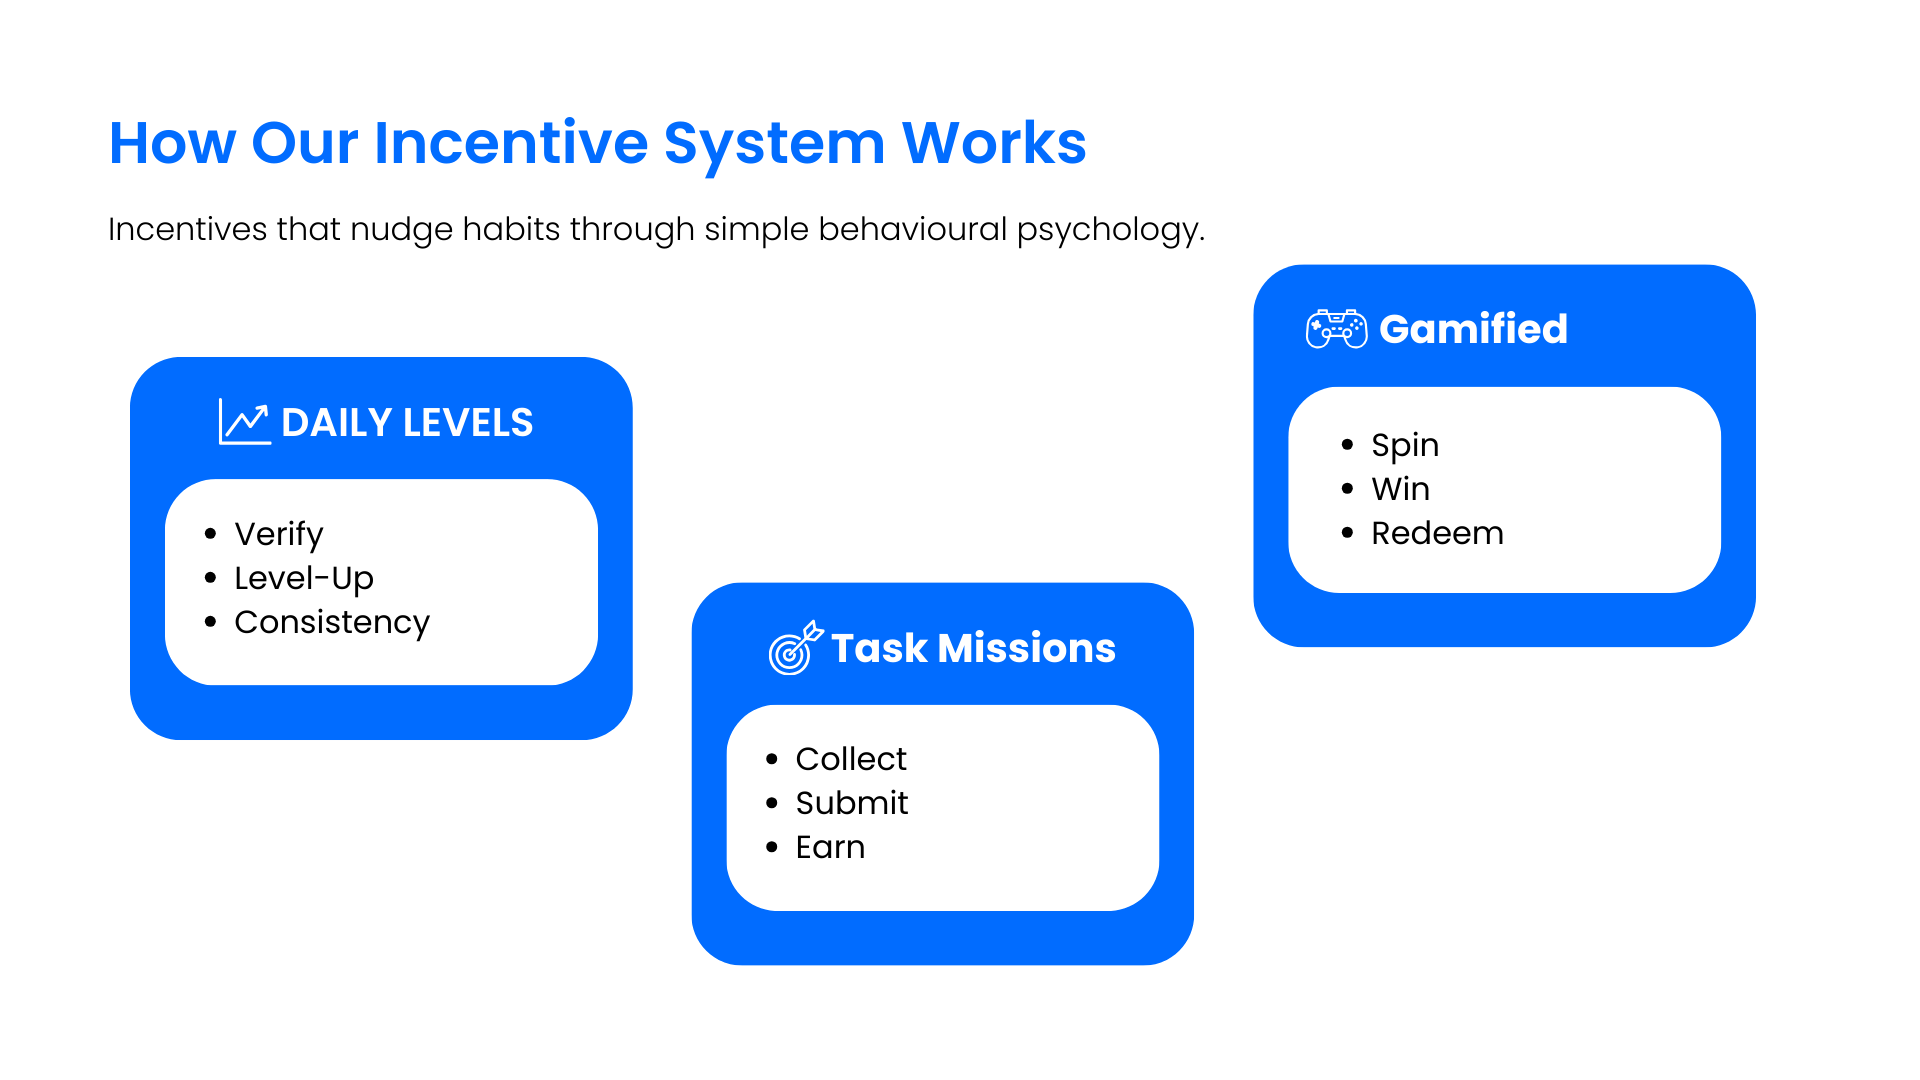 How Our Incentive System Works
Incentives that nudge habits through simple behavioural psychology.
DAILY LEVELS
• Verify
• Level-Up
• Consistency
Task Missions
• Collect
• Submit
• Earn
Gamified
• Spin
• Win
• Redeem